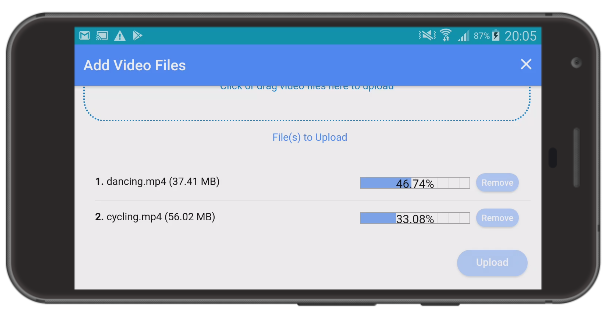 87% 20:05
Add Video Files ×
Click or drag video files here to upload
File(s) to Upload
1. dancing.mp4 (37.41 MB) 46.74% Remove
2. cycling.mp4 (56.02 MB) 33.08% Remove
Upload